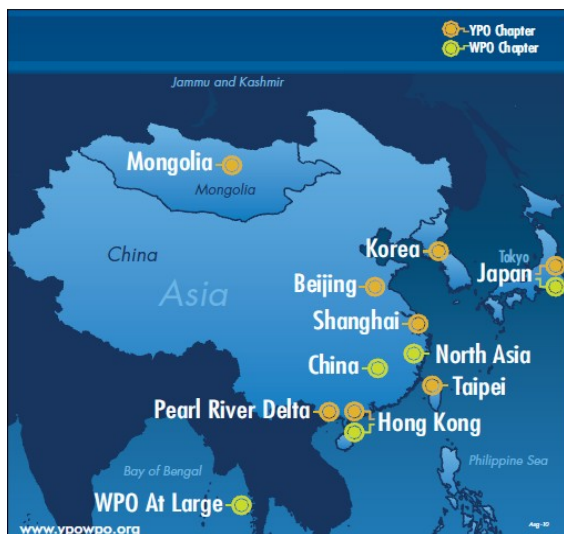 YPO Chapter
WPO Chapter
Jammu and Kashmir
Mongolia
Mongolia
China
Asia
Korea
Takyo
Japan
Beijing
Shanghai
North Asia
China
Taipei
Pearl River Delta
Hong Kong
Bay of Bengal
Philippine Sea
WPO At Large
www.ypowpo.org
Aug-10